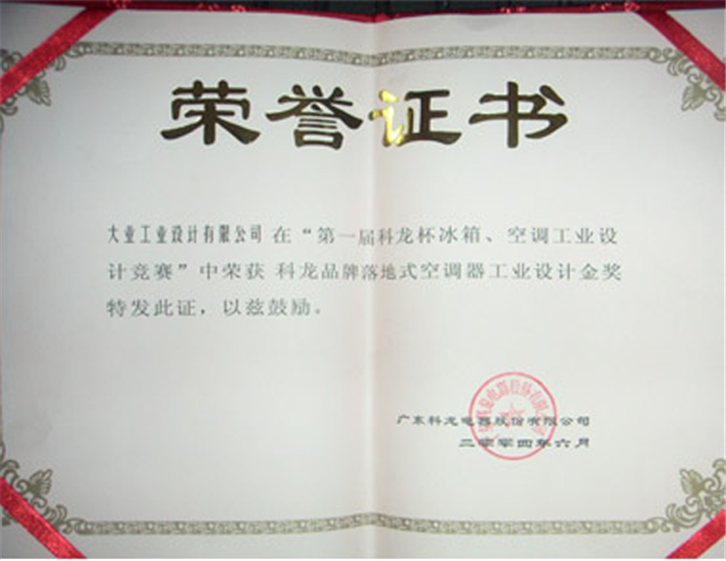 荣誉证书
大业工业设计有限公司在“第一届科龙杯冰箱、空调工业设
计竞赛”中荣获 科龙品牌落地式空调器工业设计金奖
特发此证，以兹鼓励。
广东科龙电器股份有限公司
二零零四年六月